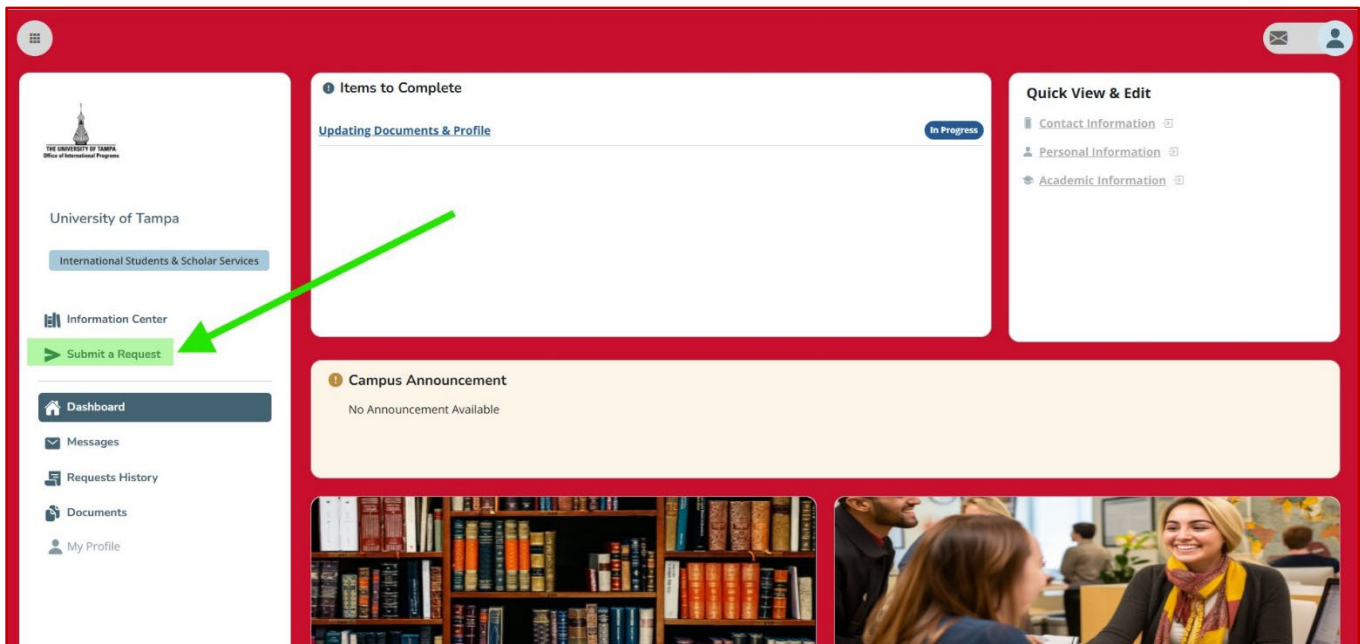 THE UNIVERSITY OF TAMPA
Office of International Programs
University of Tampa
International Students & Scholar Services
Information Center
Submit a Request
Dashboard
Messages
Requests History
Documents
My Profile
Items to Complete
Updating Documents & Profile
In Progress
Quick View & Edit
Contact Information
Personal Information
Academic Information
Campus Announcement
No Announcement Available